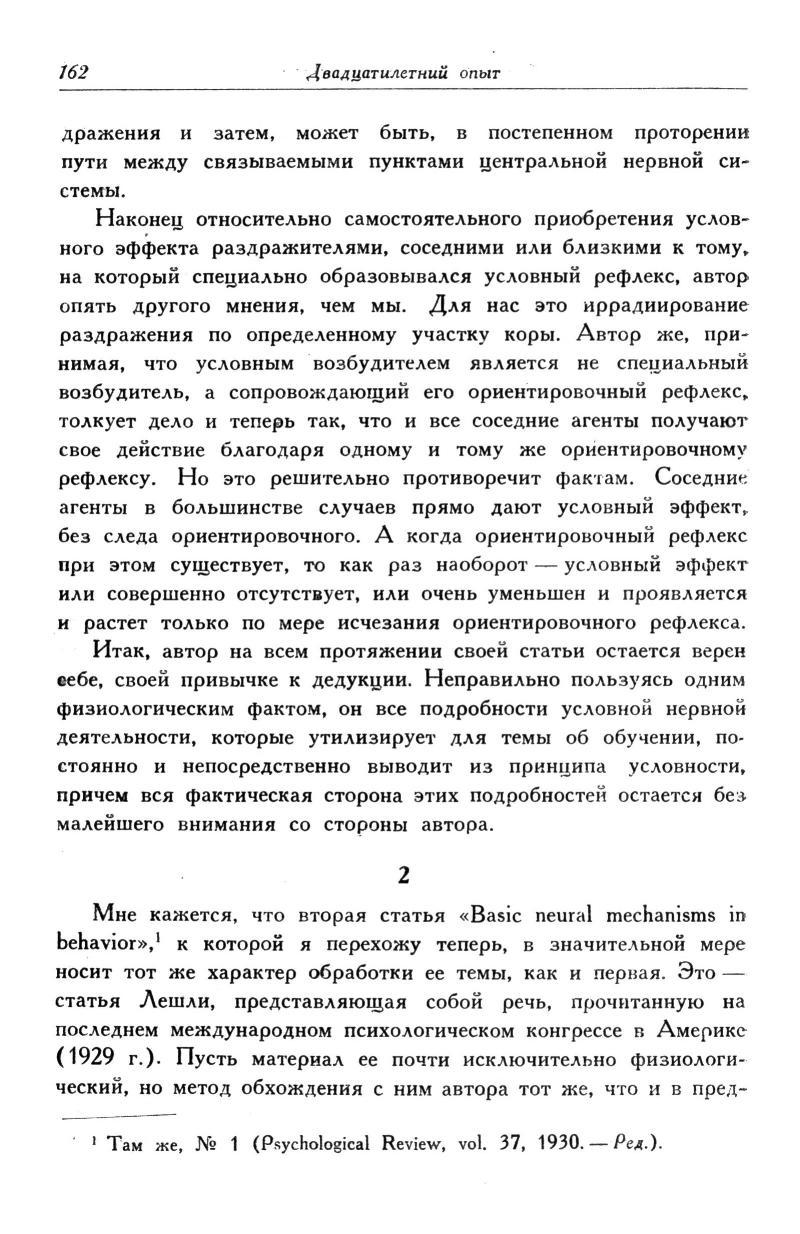 162 Двадцатилетний опыт
дражения и затем, может быть, в постепенном проторении
пути между связываемыми пунктами центральной нервной си-
стемы.
Наконец относительно самостоятельного приобретения услов-
ного эффекта раздражителями, соседними или близкими к тому,
на который специально образовывался условный рефлекс, автор
опять другого мнения, чем мы. Для нас это иррадиирование
раздражения по определенному участку коры. Автор же, при-
нимая, что условным возбудителем является не специальный
возбудитель, а сопровождающий его ориентировочный рефлекс,
толкует дело и теперь так, что и все соседние агенты получают
свое действие благодаря одному и тому же ориентировочному
рефлексу. Но это решительно противоречит фактам. Соседние
агенты в большинстве случаев прямо дают условный эффект,
без следа ориентировочного. А когда ориентировочный рефлекс
при этом существует, то как раз наоборот — условный эффект
или совершенно отсутствует, или очень уменьшен и проявляется
и растет только по мере исчезания ориентировочного рефлекса.
Итак, автор на всем протяжении своей статьи остается верен
себе, своей привычке к дедукции. Неправильно пользуясь одним
физиологическим фактом, он все подробности условной нервной
деятельности, которые утилизирует для темы об обучении, по-
стоянно и непосредственно выводит из принципа условности,
причем вся фактическая сторона этих подробностей остается без
малейшего внимания со стороны автора.
2
Мне кажется, что вторая статья «Basic neural mechanisms in
behavior»,¹ к которой я перехожу теперь, в значительной мере
носит тот же характер обработки ее темы, как и первая. Это —
статья Лешли, представляющая собой речь, прочитанную на
последнем международном психологическом конгрессе в Америке
(1929 г.). Пусть материал ее почти исключительно физиологи-
ческий, но метод обхождения с ним автора тот же, что и в пред-
¹ Там же, № 1 (Psychological Review, vol. 37, 1930. — Ред.).